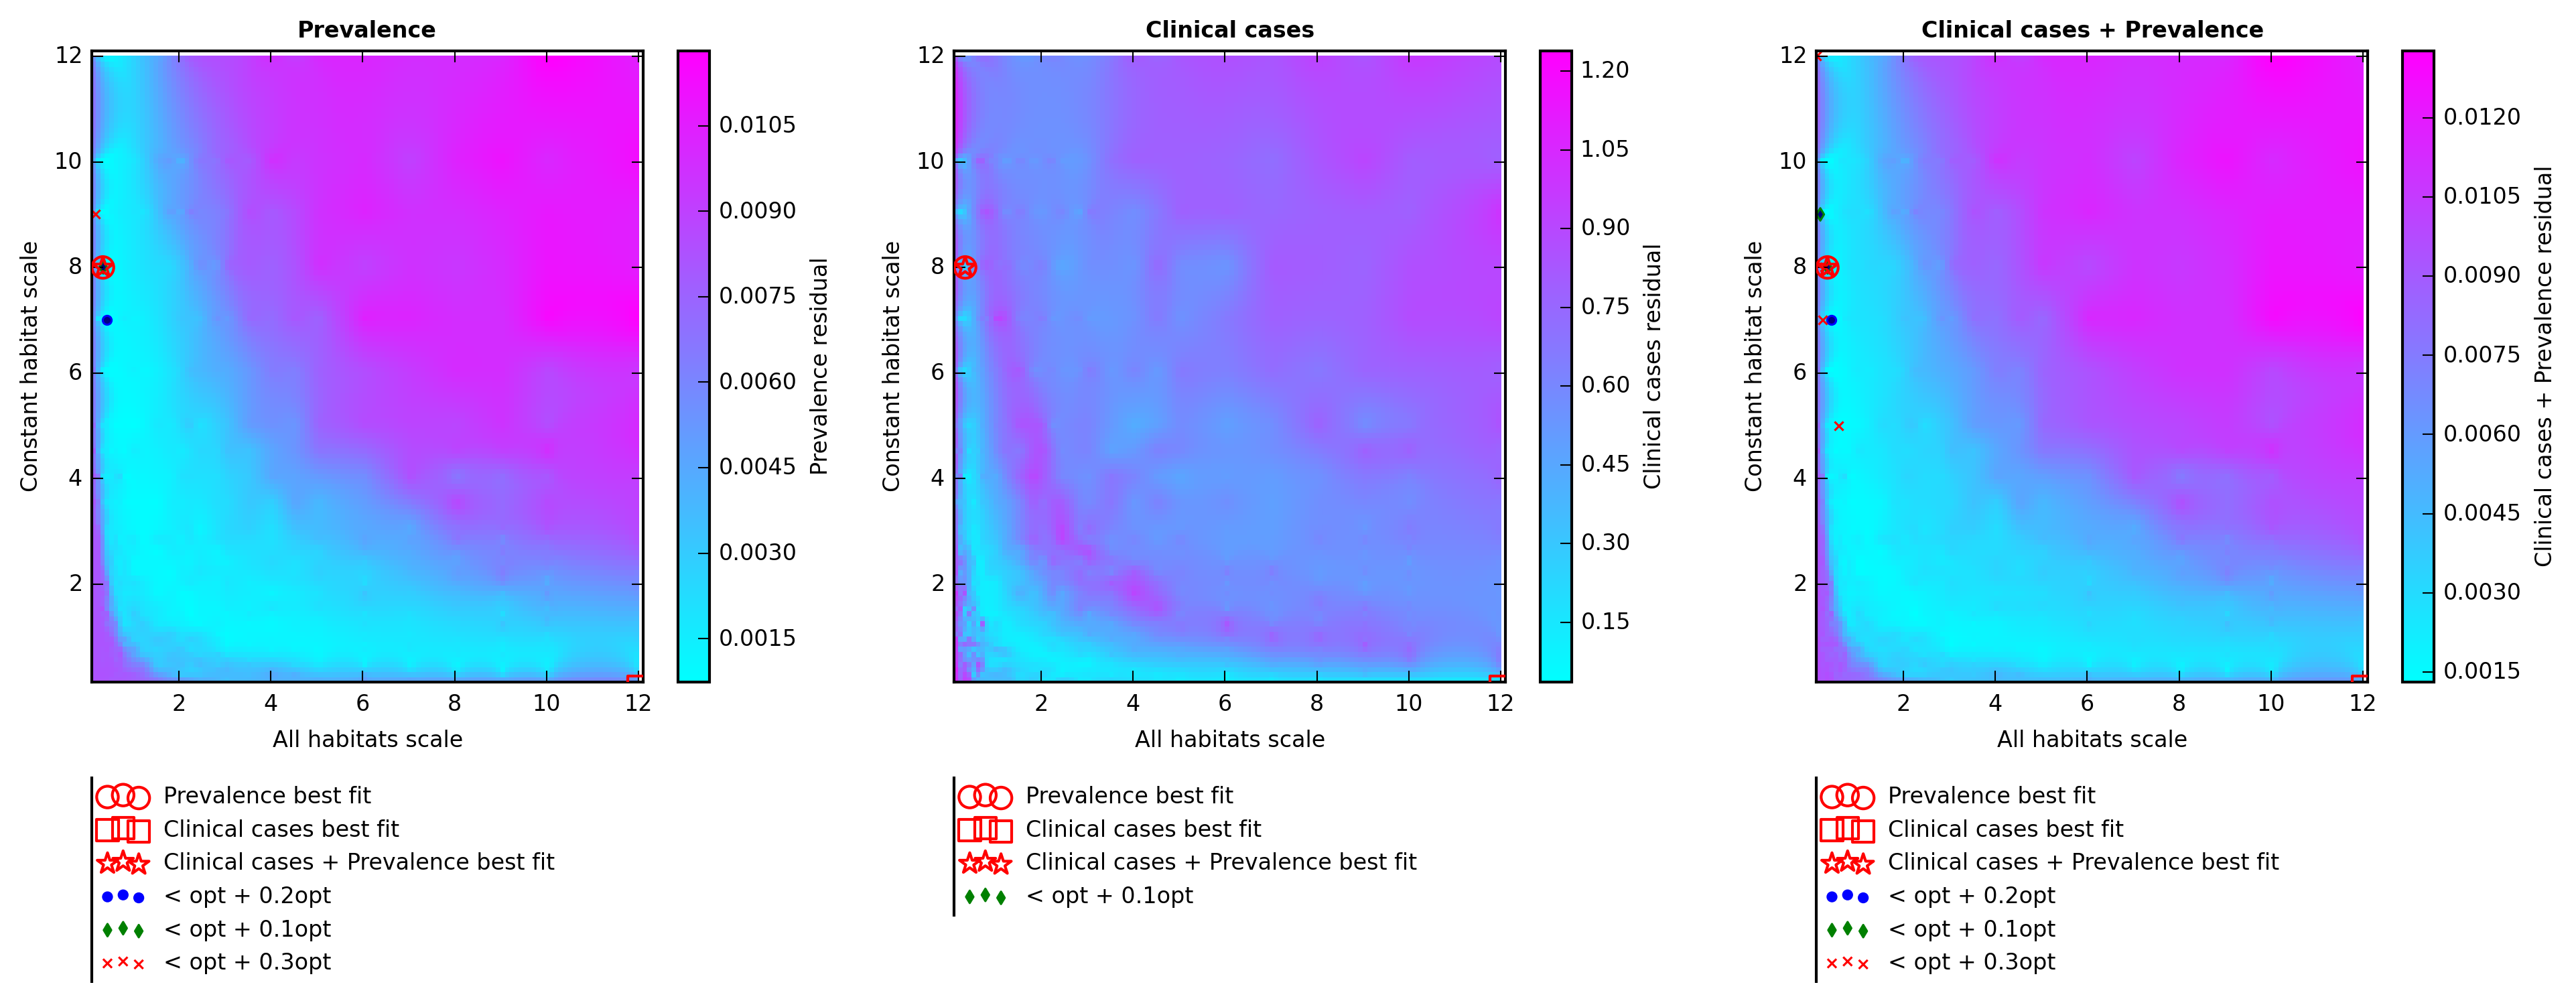 Prevalence
12
10
8
6
4
2
Constant habitat scale
2 4 6 8 10 12
All habitats scale
0.0105
0.0090
0.0075
0.0060
0.0045
0.0030
0.0015
Prevalence residual
Prevalence best fit
Clinical cases best fit
Clinical cases + Prevalence best fit
< opt + 0.2opt
< opt + 0.1opt
< opt + 0.3opt
Clinical cases
12
10
8
6
4
2
Constant habitat scale
2 4 6 8 10 12
All habitats scale
1.20
1.05
0.90
0.75
0.60
0.45
0.30
0.15
Clinical cases residual
Prevalence best fit
Clinical cases best fit
Clinical cases + Prevalence best fit
< opt + 0.1opt
Clinical cases + Prevalence
12
10
8
6
4
2
Constant habitat scale
2 4 6 8 10 12
All habitats scale
0.0120
0.0105
0.0090
0.0075
0.0060
0.0045
0.0030
0.0015
Clinical cases + Prevalence residual
Prevalence best fit
Clinical cases best fit
Clinical cases + Prevalence best fit
< opt + 0.2opt
< opt + 0.1opt
< opt + 0.3opt